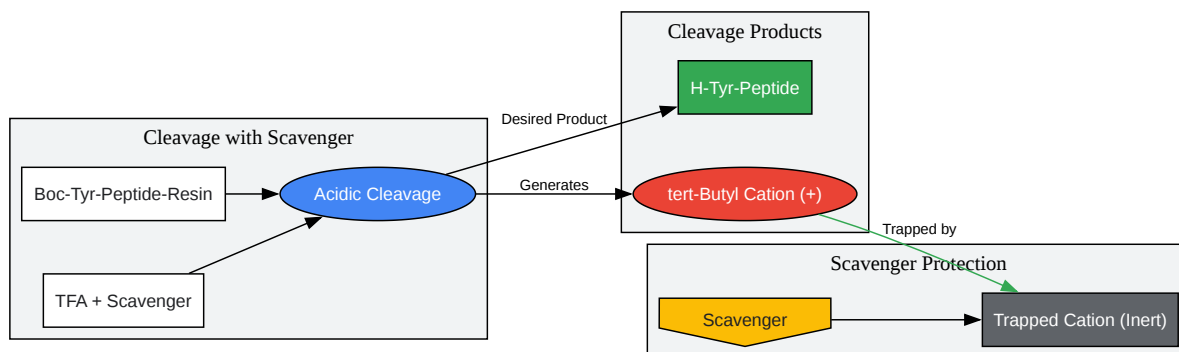 Cleavage Products
H-Tyr-Peptide
Desired Product
Cleavage with Scavenger
Boc-Tyr-Peptide-Resin
Acidic Cleavage
Generates
tert-Butyl Cation (+)
Trapped by
TFA + Scavenger
Scavenger Protection
Scavenger
Trapped Cation (Inert)